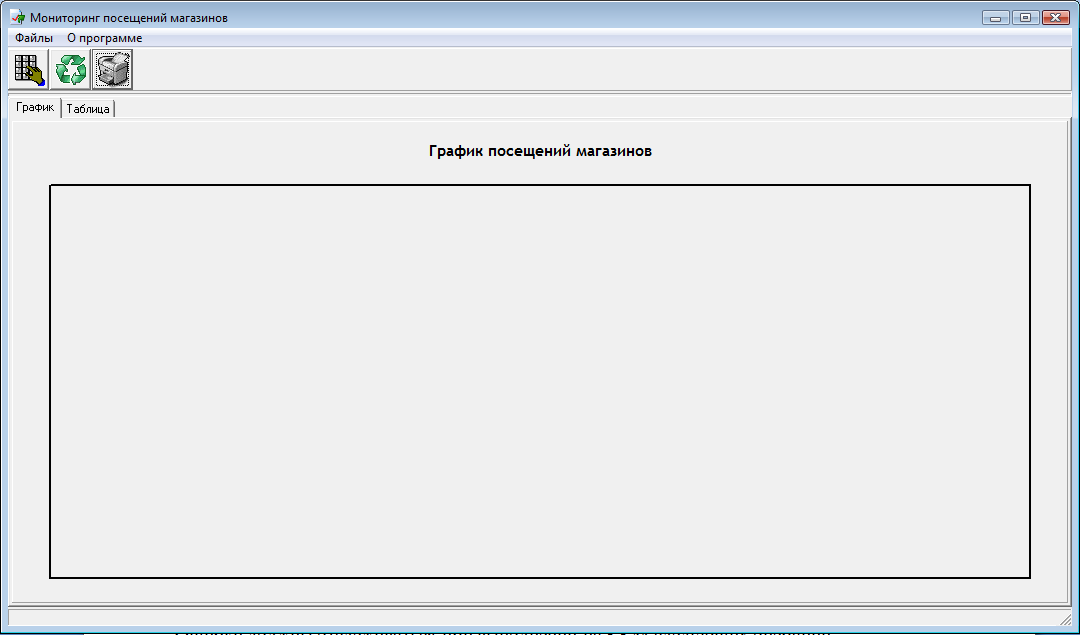 Мониторинг посещений магазинов
Файлы О программе
График Таблица
График посещений магазинов